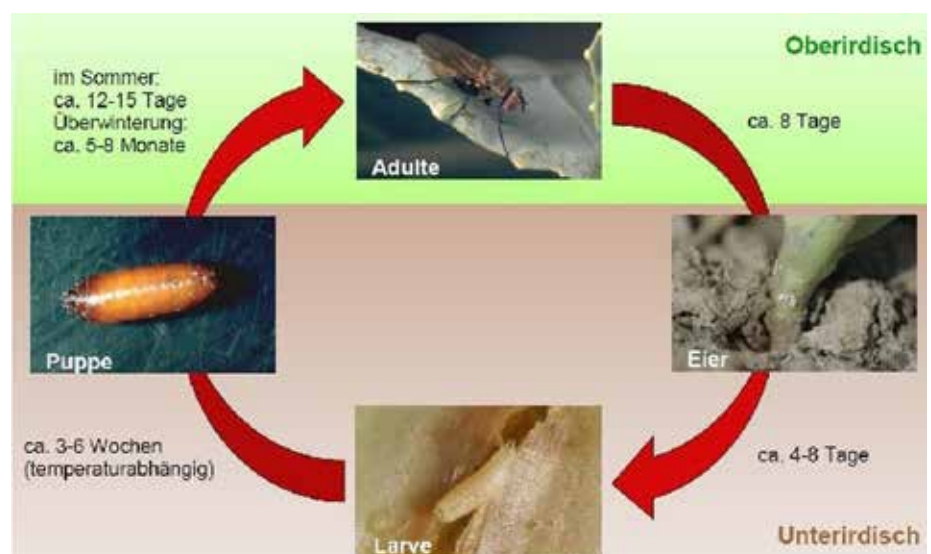 Oberirdisch
im Sommer:
ca. 12-15 Tage
Überwinterung:
ca. 5-8 Monate
Adulte
ca. 8 Tage
Puppe
Eier
ca. 3-6 Wochen
(temperaturabhängig)
ca. 4-8 Tage
Larve
Unterirdisch